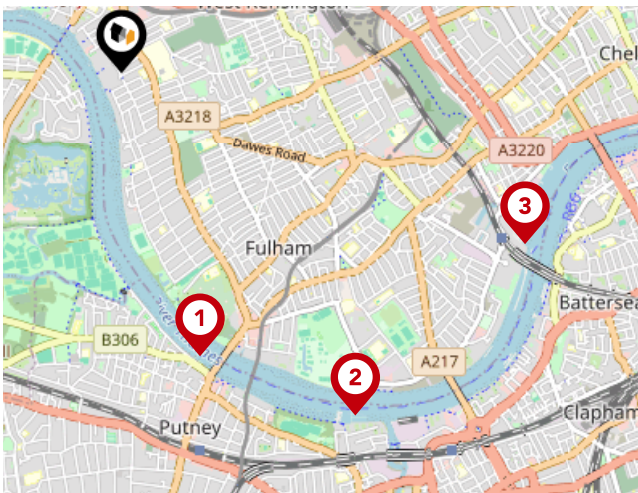 West Kensington
Chel
A3218
Dawes Road
A3220
3
Fulham
1
Battersea
B306
2
A217
Putney
Clapham